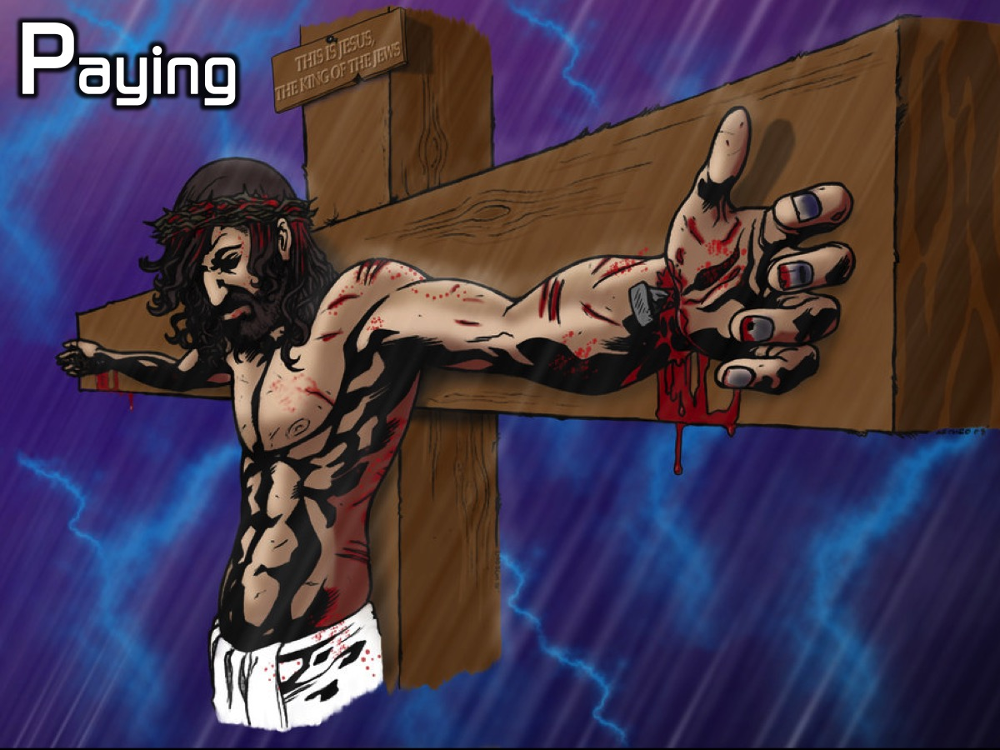 Paying
THIS IS JESUS,
THE KING OF THE JEWS